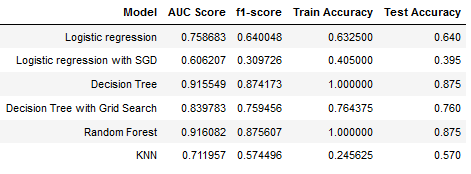 Model AUC Score f1-score Train Accuracy Test Accuracy
Logistic regression 0.758683 0.640048 0.632500 0.640
Logistic regression with SGD 0.606207 0.309726 0.405000 0.395
Decision Tree 0.915549 0.874173 1.000000 0.875
Decision Tree with Grid Search 0.839783 0.759456 0.764375 0.760
Random Forest 0.916082 0.875607 1.000000 0.875
KNN 0.711957 0.574496 0.245625 0.570